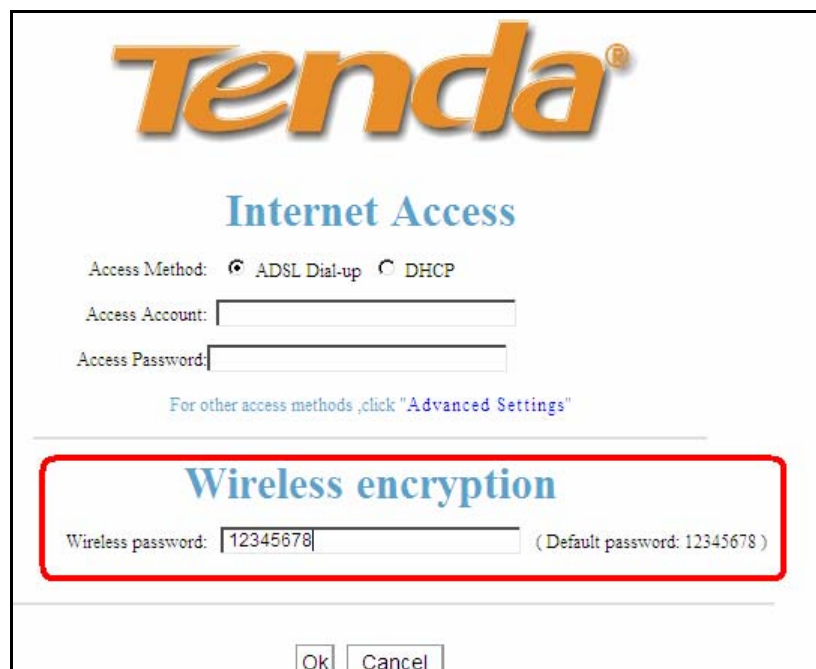 Tenda®
Internet Access
Access Method: ADSL Dial-up DHCP
Access Account:
Access Password:
For other access methods ,click "Advanced Settings"
Wireless encryption
Wireless password: 12345678 ( Default password: 12345678 )
Ok Cancel